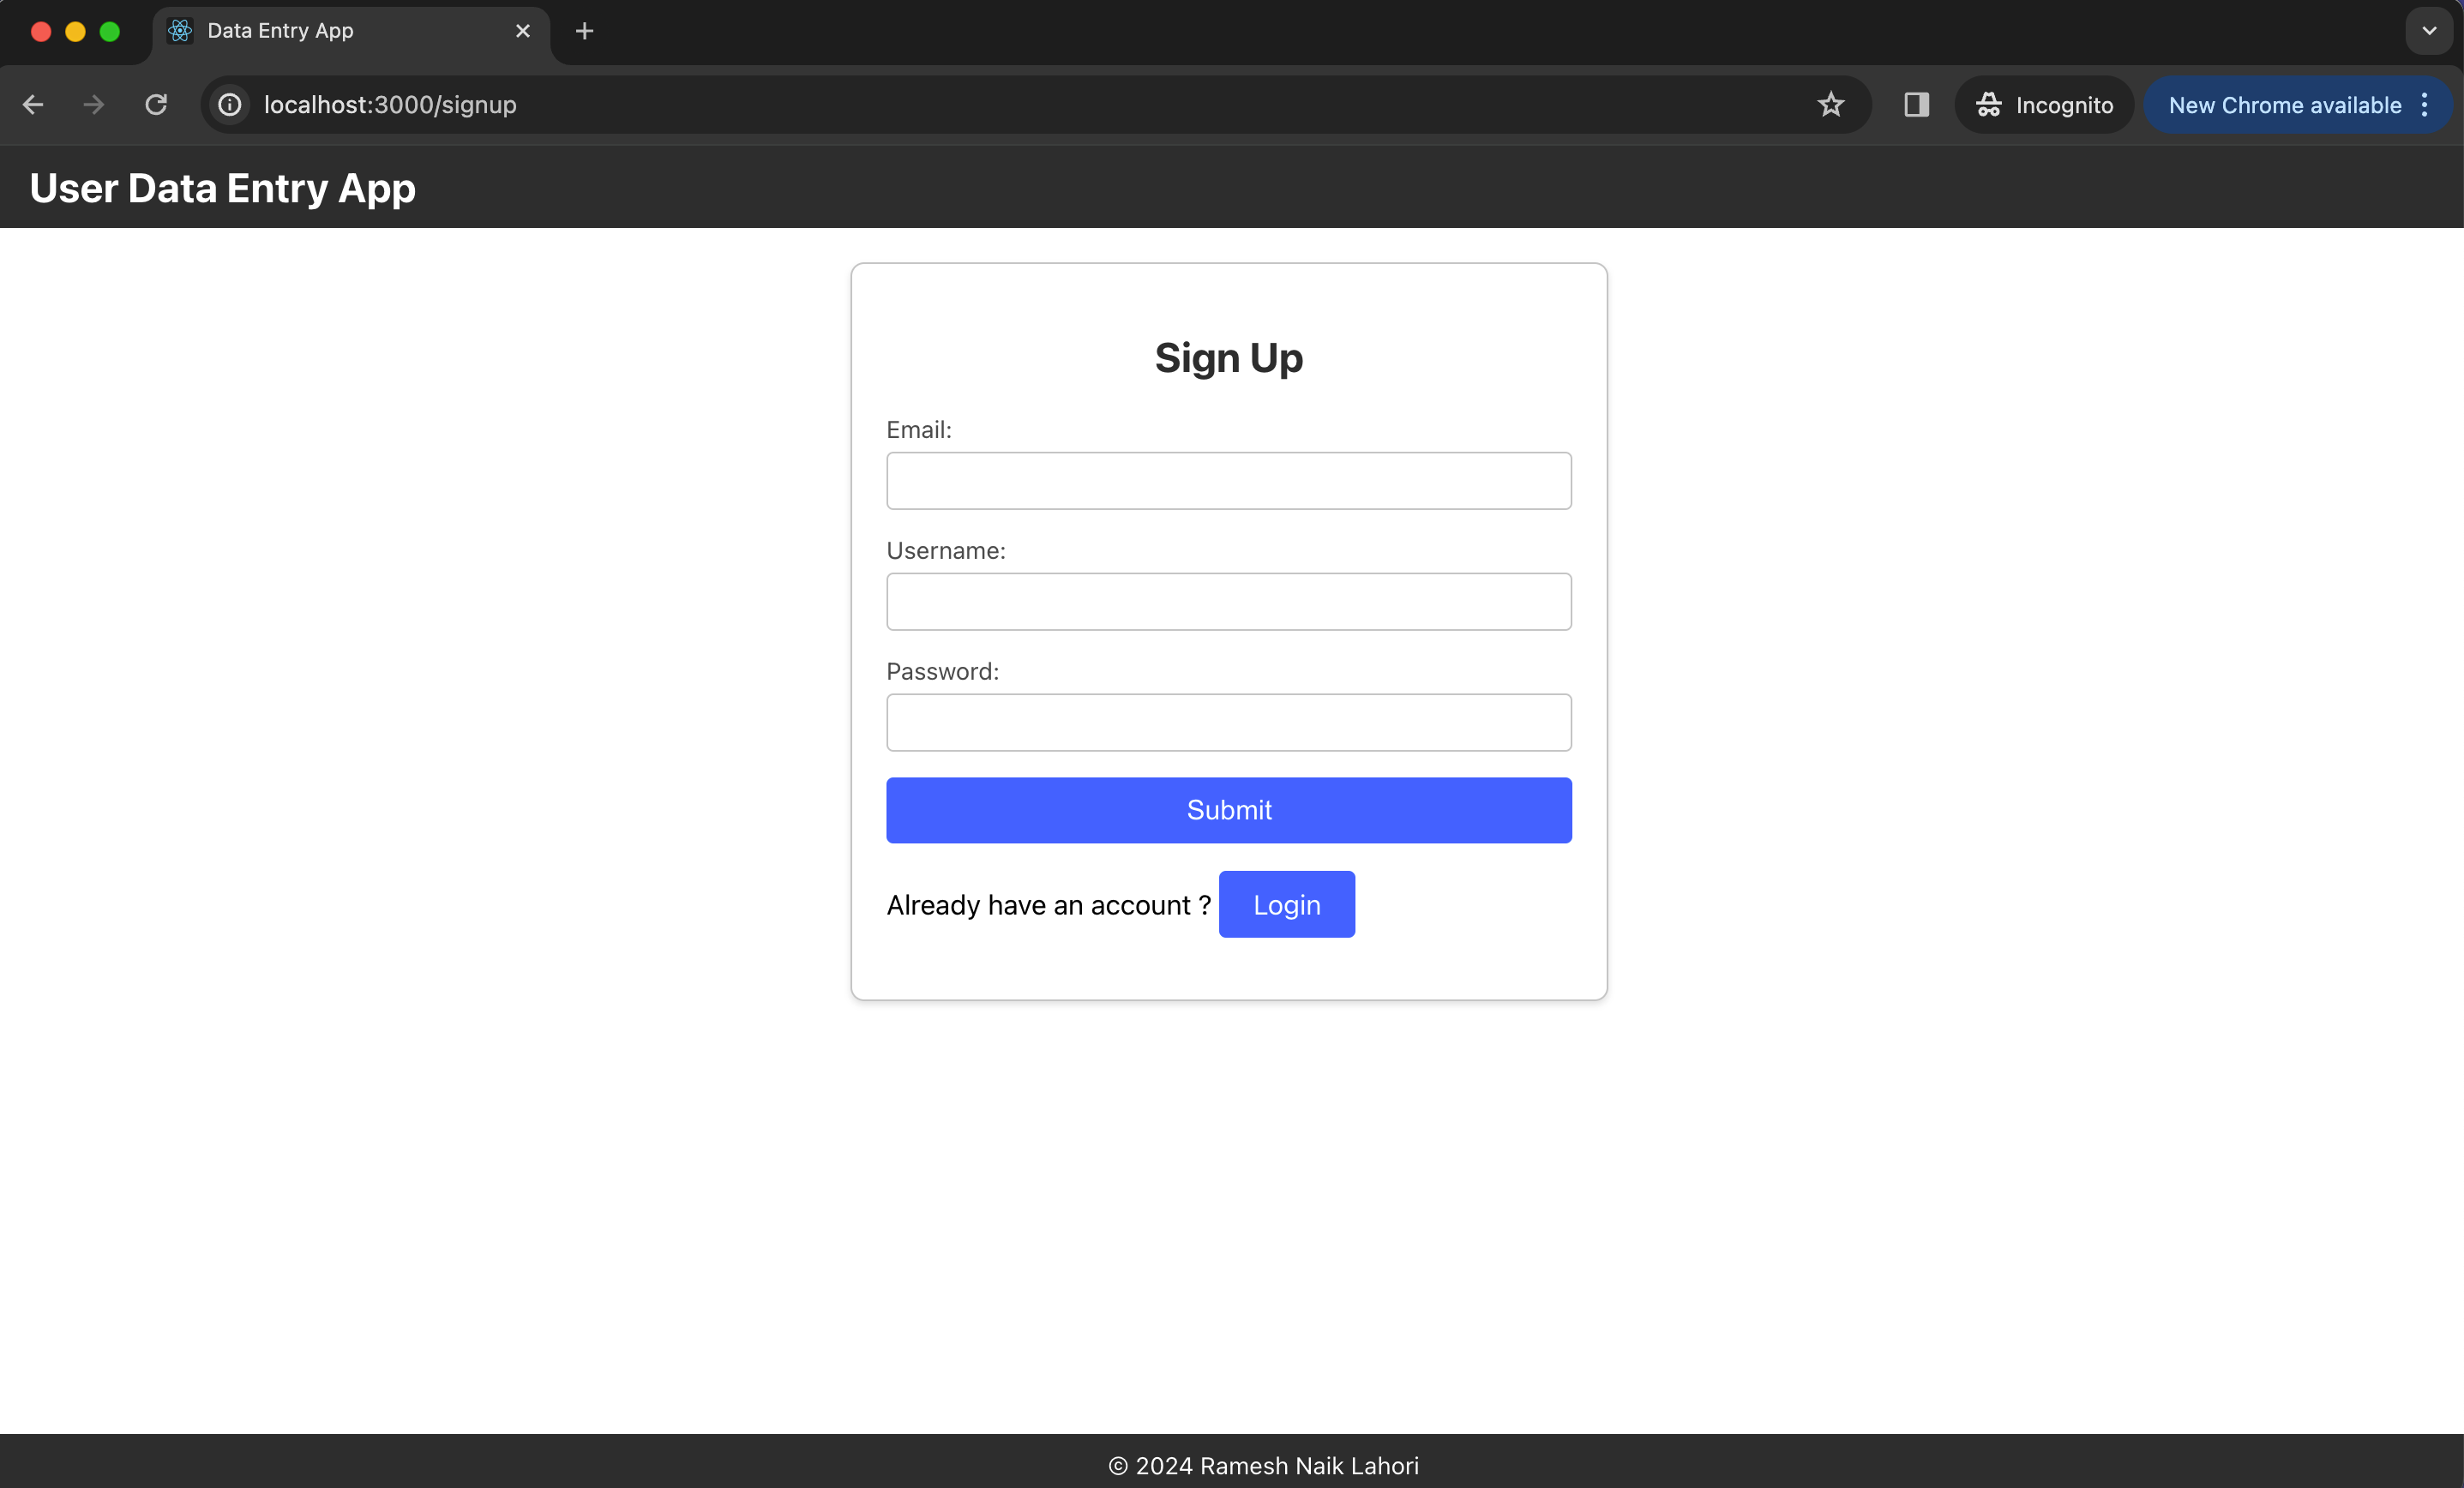 Data Entry App
localhost:3000/signup
Incognito
New Chrome available
User Data Entry App
Sign Up
Email:
Username:
Password:
Submit
Already have an account ? Login
© 2024 Ramesh Naik Lahori